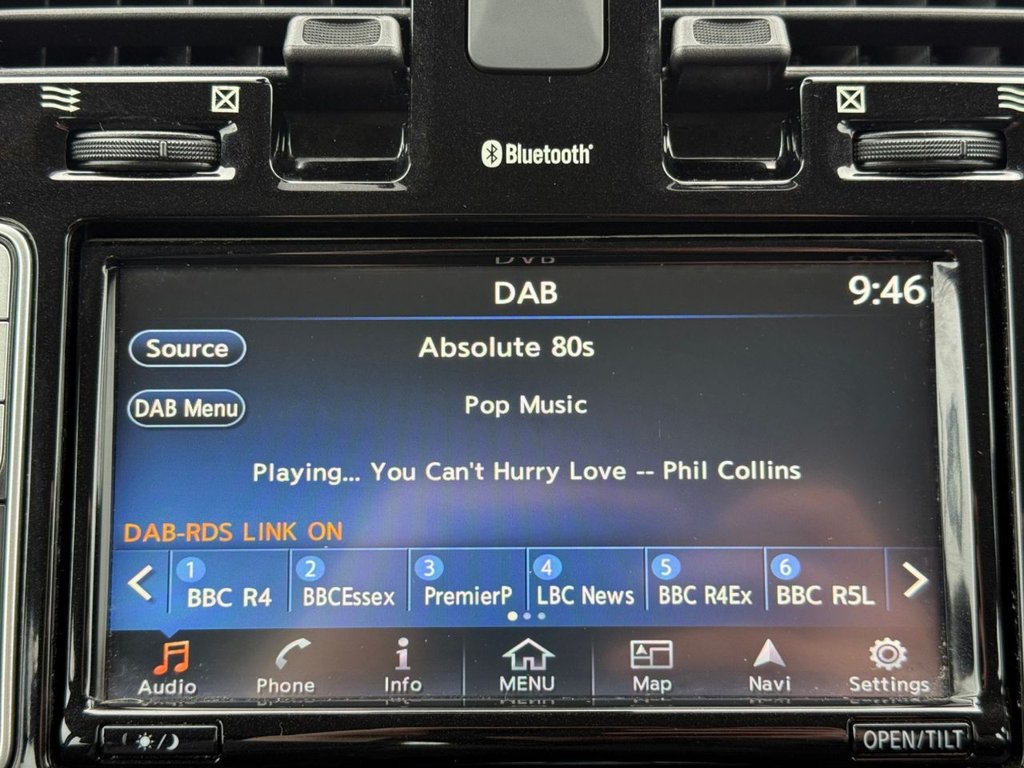 Bluetooth®
DAB
9:46
Source
Absolute 80s
DAB Menu
Pop Music
Playing... You Can't Hurry Love -- Phil Collins
DAB-RDS LINK ON
1 BBC R4
2 BBCEssex
3 PremierP
4 LBC News
5 BBC R4Ex
6 BBC R5L
Audio
Phone
Info
MENU
Map
Navi
Settings
OPEN/TILT